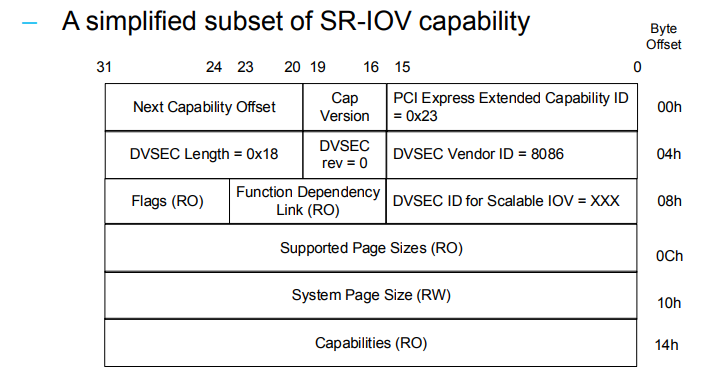 – A simplified subset of SR-IOV capability
Byte
Offset
31 24 23 20 19 16 15 0
Next Capability Offset
Cap
Version
PCI Express Extended Capability ID
= 0x23
00h
DVSEC Length = 0x18
DVSEC
rev = 0
DVSEC Vendor ID = 8086
04h
Flags (RO)
Function Dependency
Link (RO)
DVSEC ID for Scalable IOV = XXX
08h
Supported Page Sizes (RO)
0Ch
System Page Size (RW)
10h
Capabilities (RO)
14h